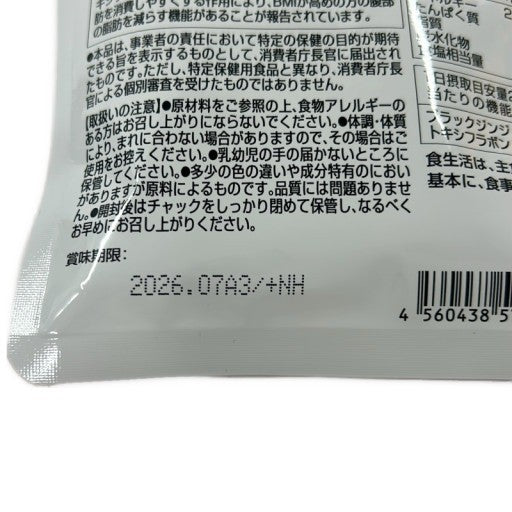 脂肪を消費しやすくする作用により、BMIが高めの方の腹部
の脂肪を減らす機能があることが報告されています。
●本品は、事業者の責任において特定の保健の目的が期待
できる旨を表示するものとして、消費者庁長官に届出され
たものです。ただし、特定保健用食品と異なり、消費者庁長
官による個別審査を受けたものではありません。
【取扱いの注意】●原材料をご参照の上、食物アレルギーの
ある方はお召し上がりにならないでください。●体調・体質
により、まれに合わない場合がありますので、その場合はご
使用をお控えください。●乳幼児の手の届かないところに
保管してください。●多少の色の違いや成分特有のにおい
がありますが原料によるものです。品質には問題ありませ
ん。●開封後はチャックをしっかり閉めて保管し、なるべく
お早めにお召し上がりください。
賞味期限:
2026.07A3/+NH
たんぱく質
脂質
炭水化物
食塩相当量
1日摂取目安量
当たりの機能
ブラックジンジ
トキシフラボン
食生活は、主
基本に、食事
4 560438 5